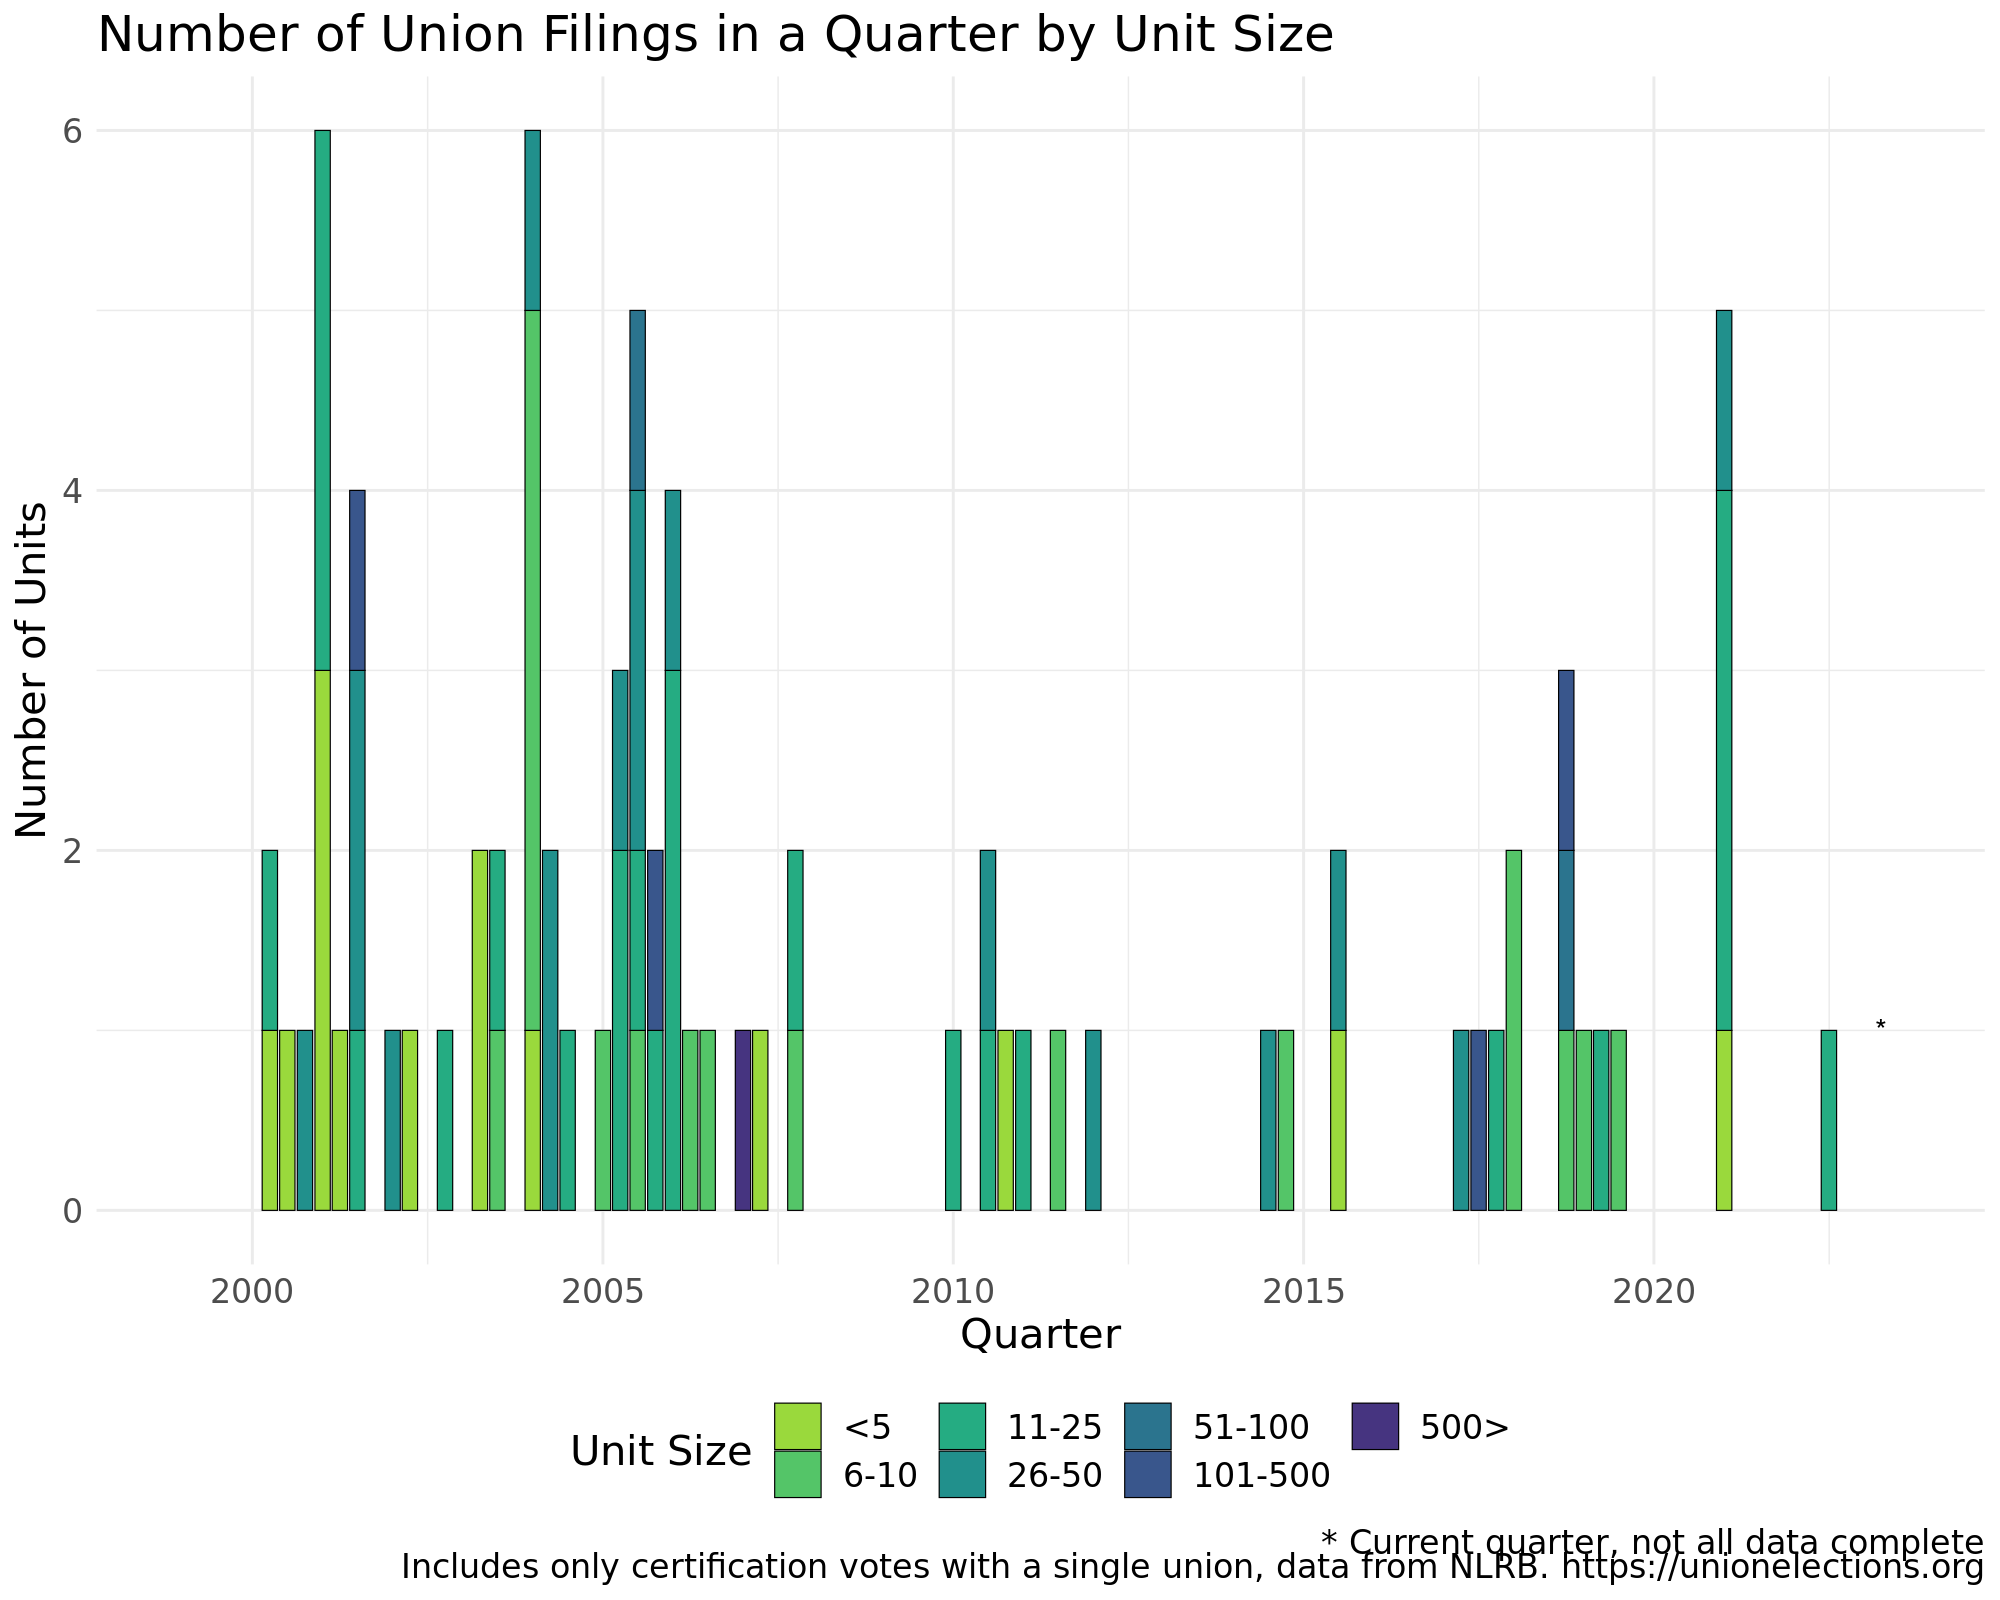 Number of Union Filings in a Quarter by Unit Size
Number of Units
6
4
2
0
*
2000 2005 2010 2015 2020
Quarter
Unit Size
<5 11-25 51-100 500>
6-10 26-50 101-500
* Current quarter, not all data complete
Includes only certification votes with a single union, data from NLRB. https://unionelections.org